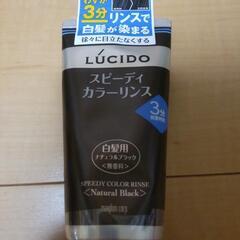 わずか
3分
リンスで
白髪が染まる
徐々に目立たなくする
LÚCIDO
スピーディ
カラーリンス
3分
白髪用
ナチュラルブラック
<無香料>
SPEEDY COLOR RINSE
<Natural Black>
mandom corp.